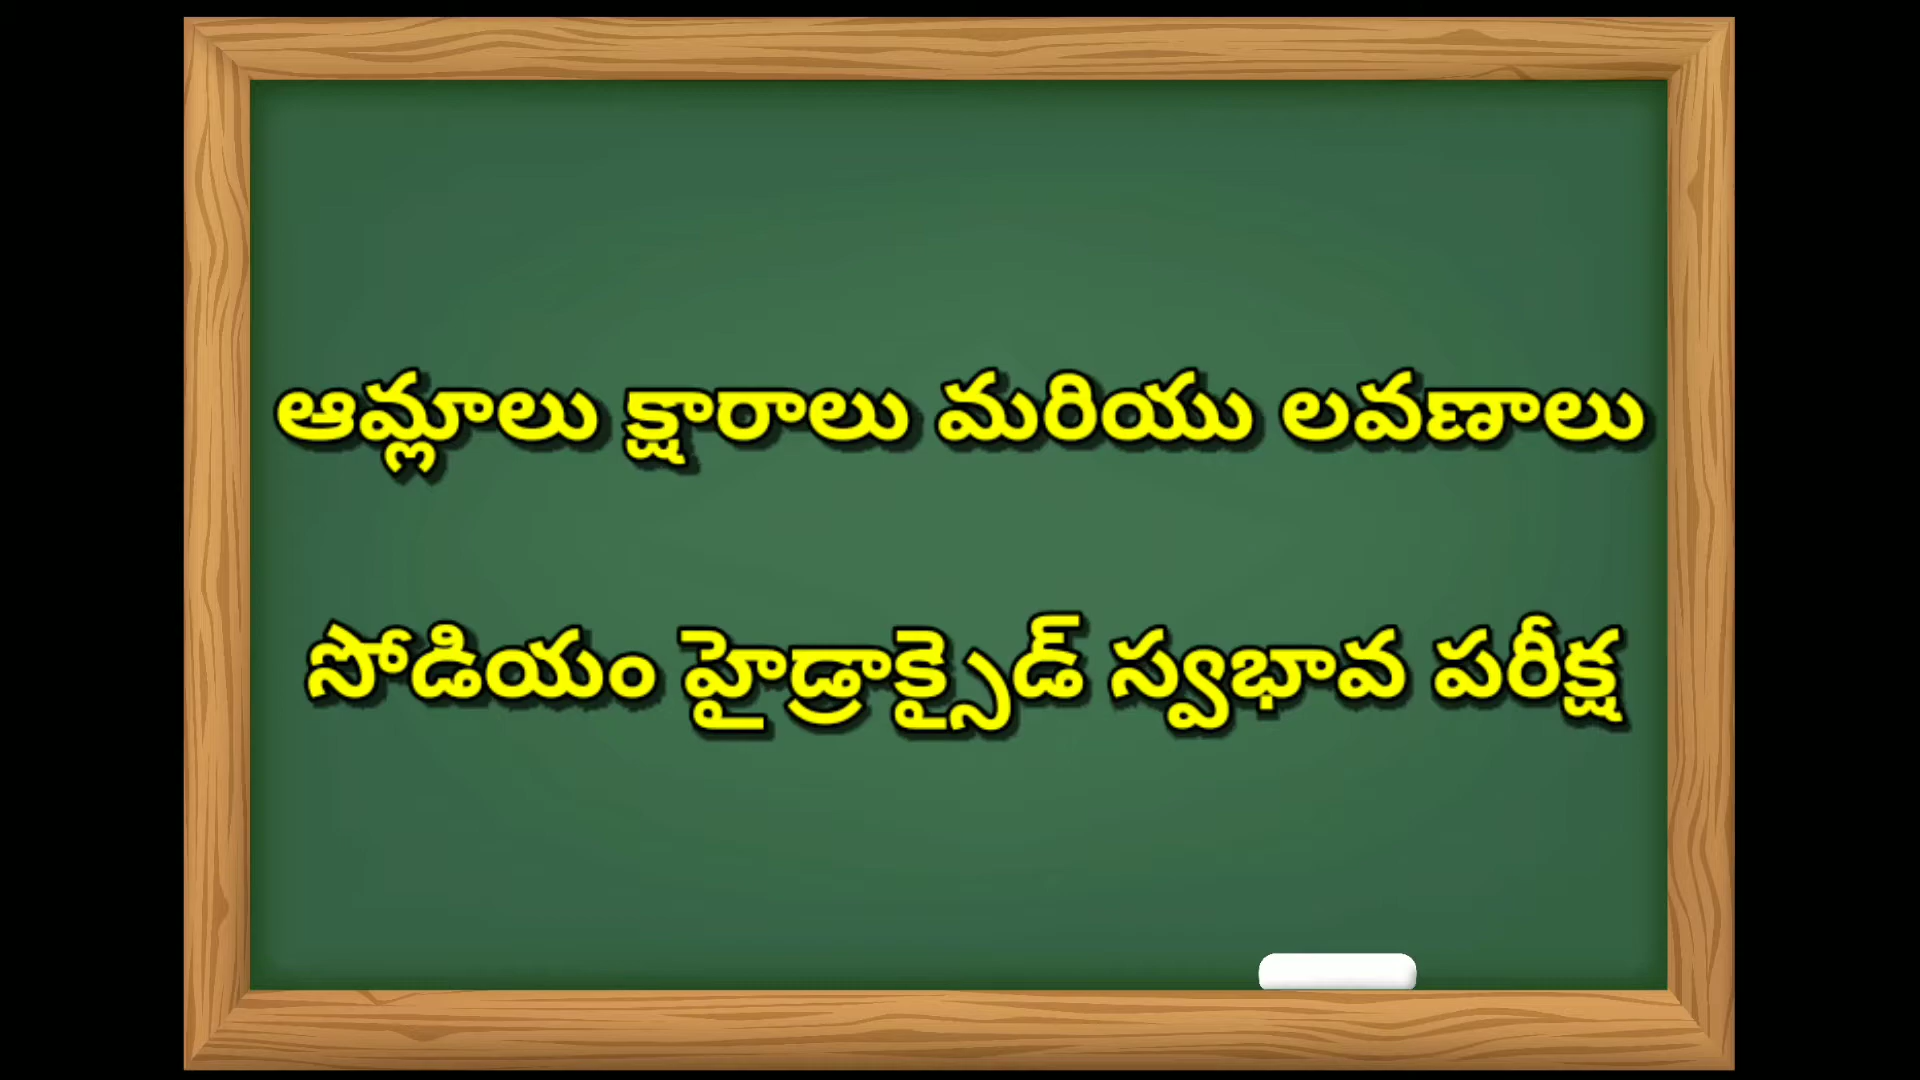 ఆమ్లాలు క్షారాలు మరియు లవణాలు
సోడియం హైడ్రాక్సైడ్ స్వభావ పరీక్ష